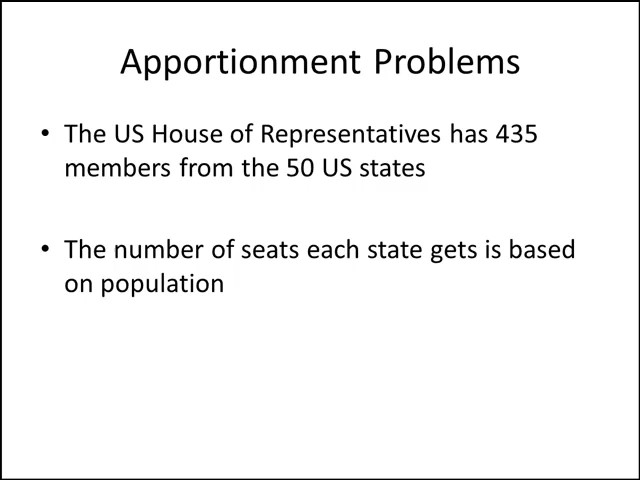 Apportionment Problems
• The US House of Representatives has 435
members from the 50 US states
• The number of seats each state gets is based
on population